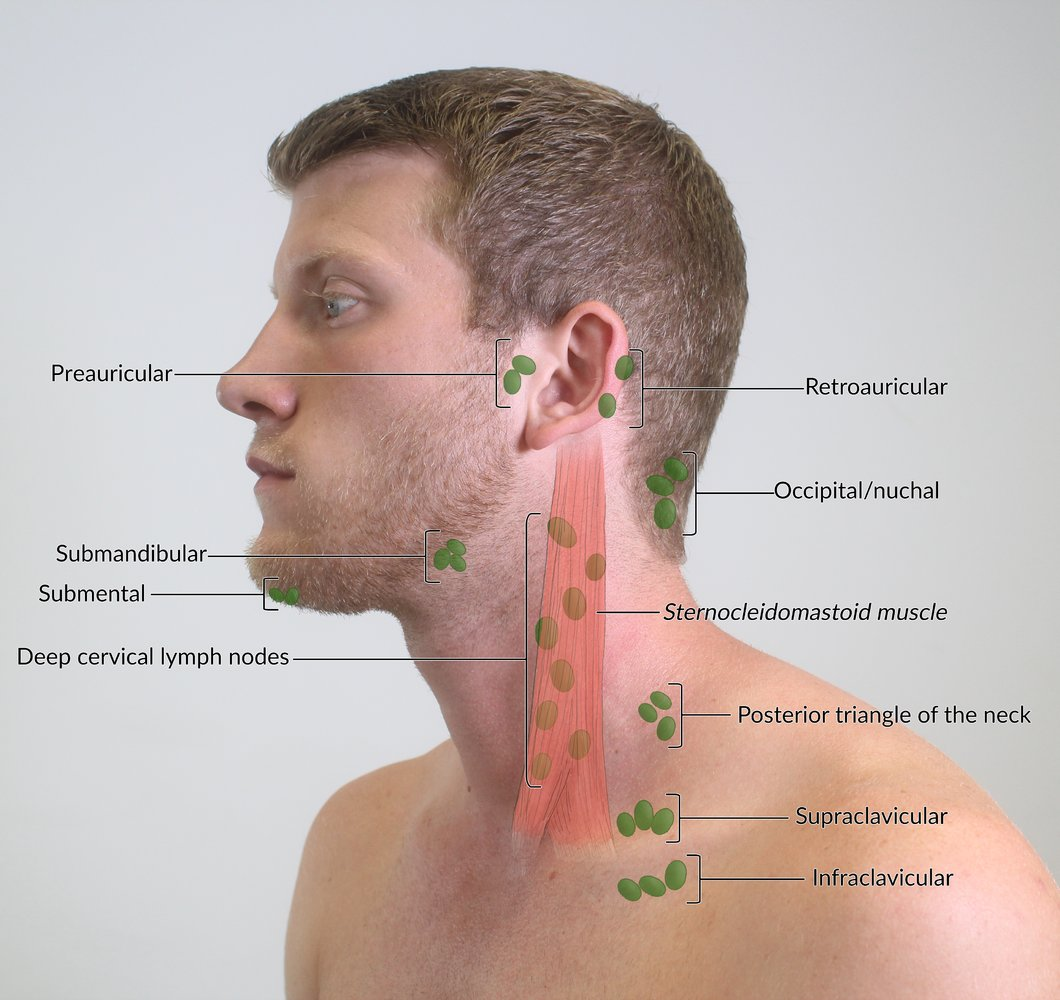 Preauricular
Retroauricular
Occipital/nuchal
Submandibular
Submental
Sternocleidomastoid muscle
Deep cervical lymph nodes
Posterior triangle of the neck
Supraclavicular
Infraclavicular